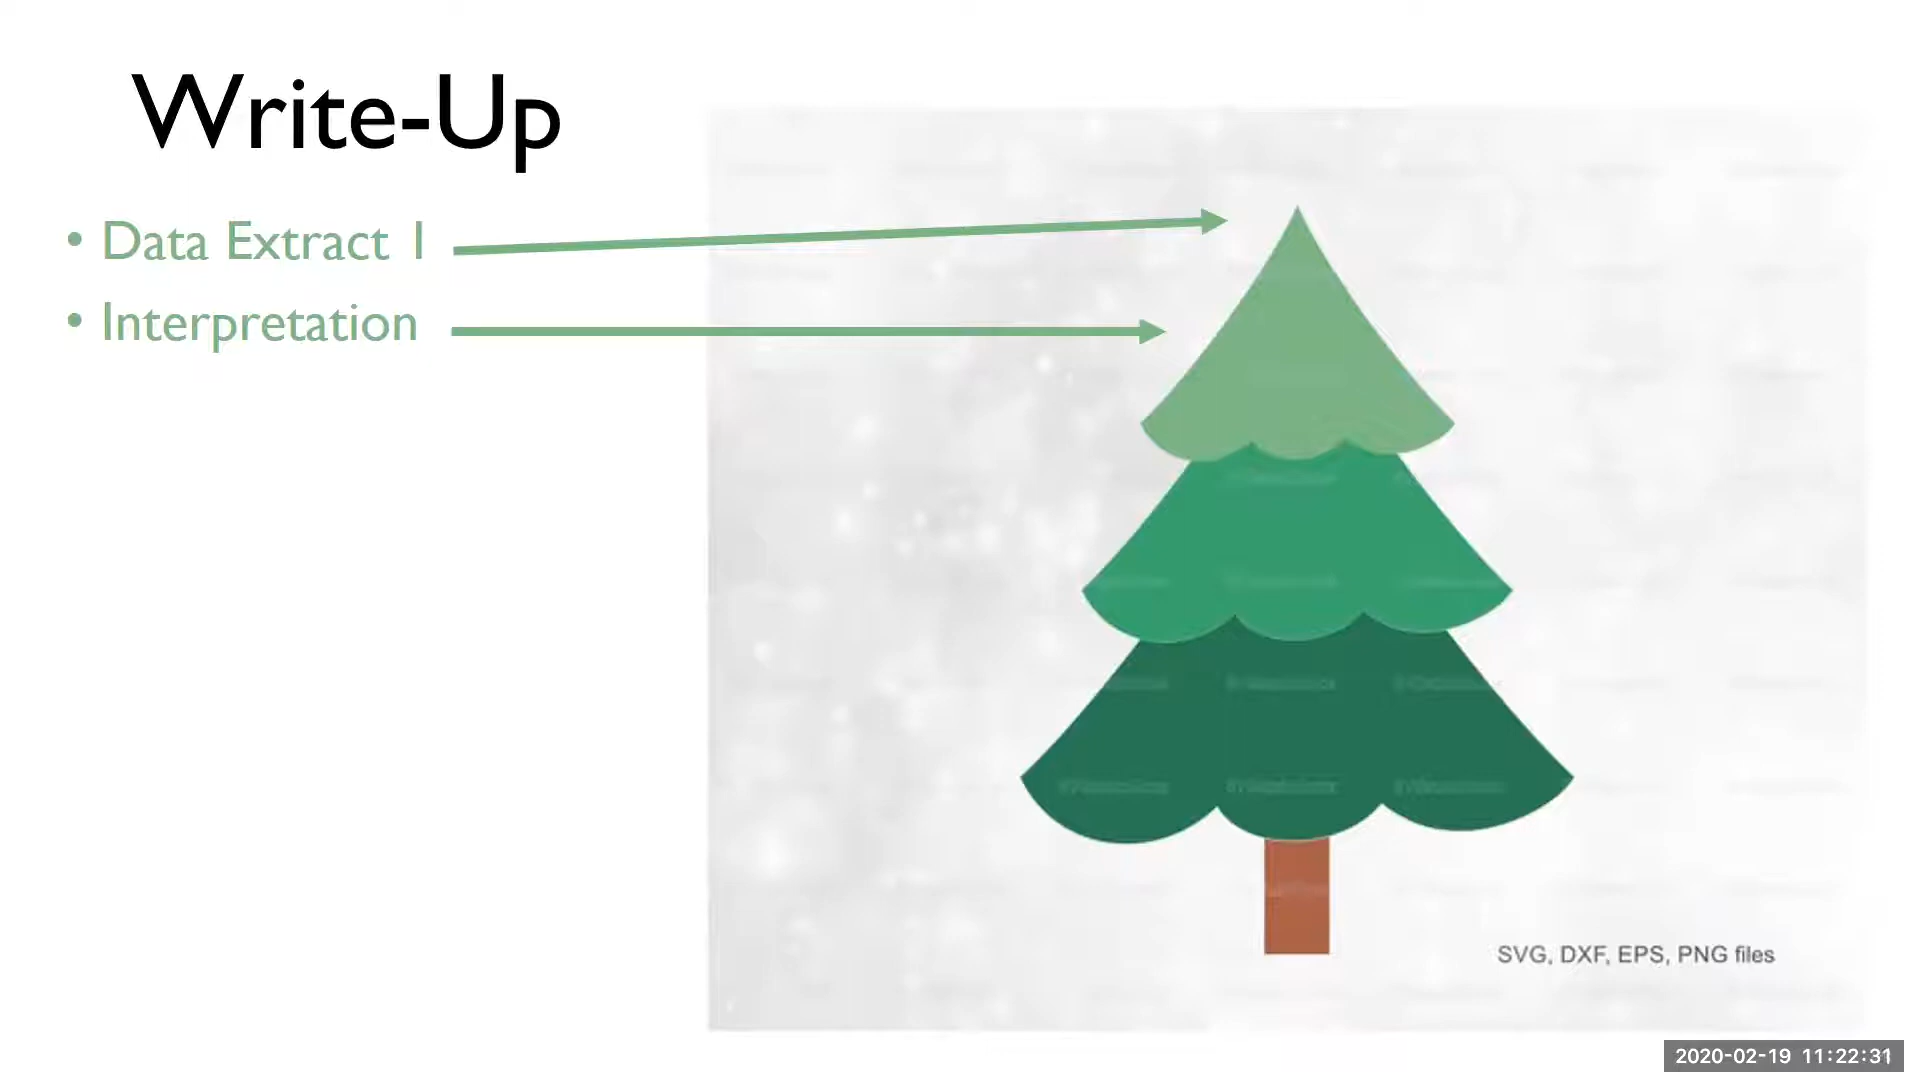 Write-Up
• Data Extract 1
• Interpretation
SVG, DXF, EPS, PNG files
2020-02-19 11:22:31